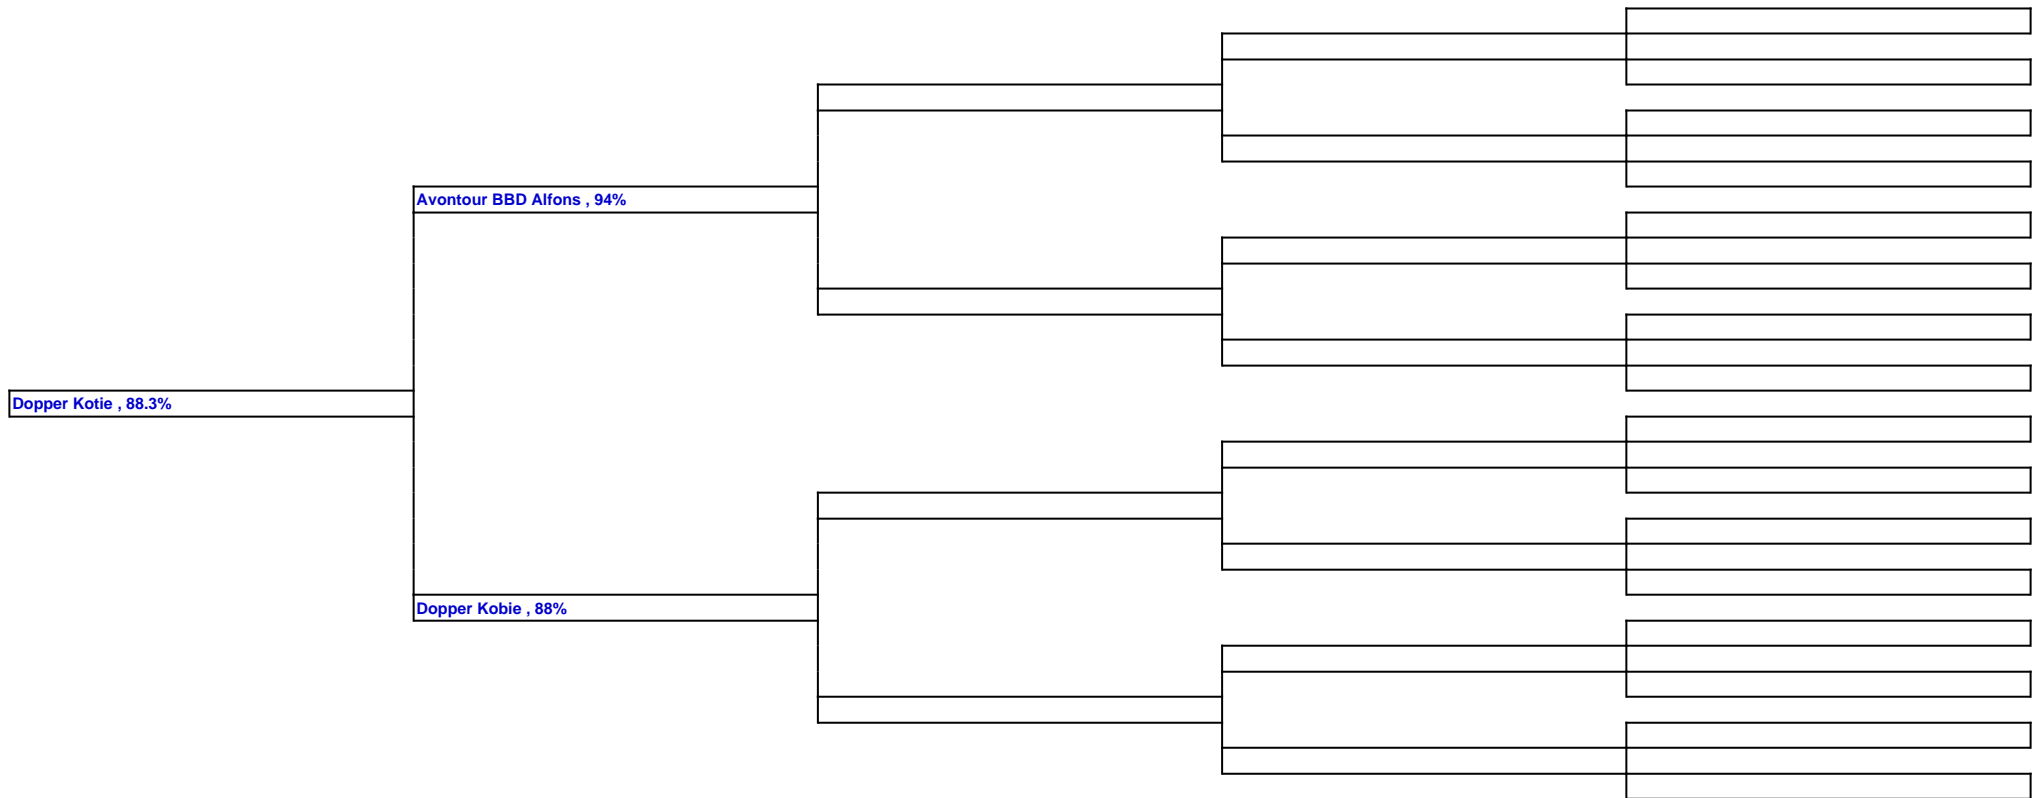 Avontour BBD Alfons , 94%
Dopper Kotie , 88.3%
Dopper Kobie , 88%